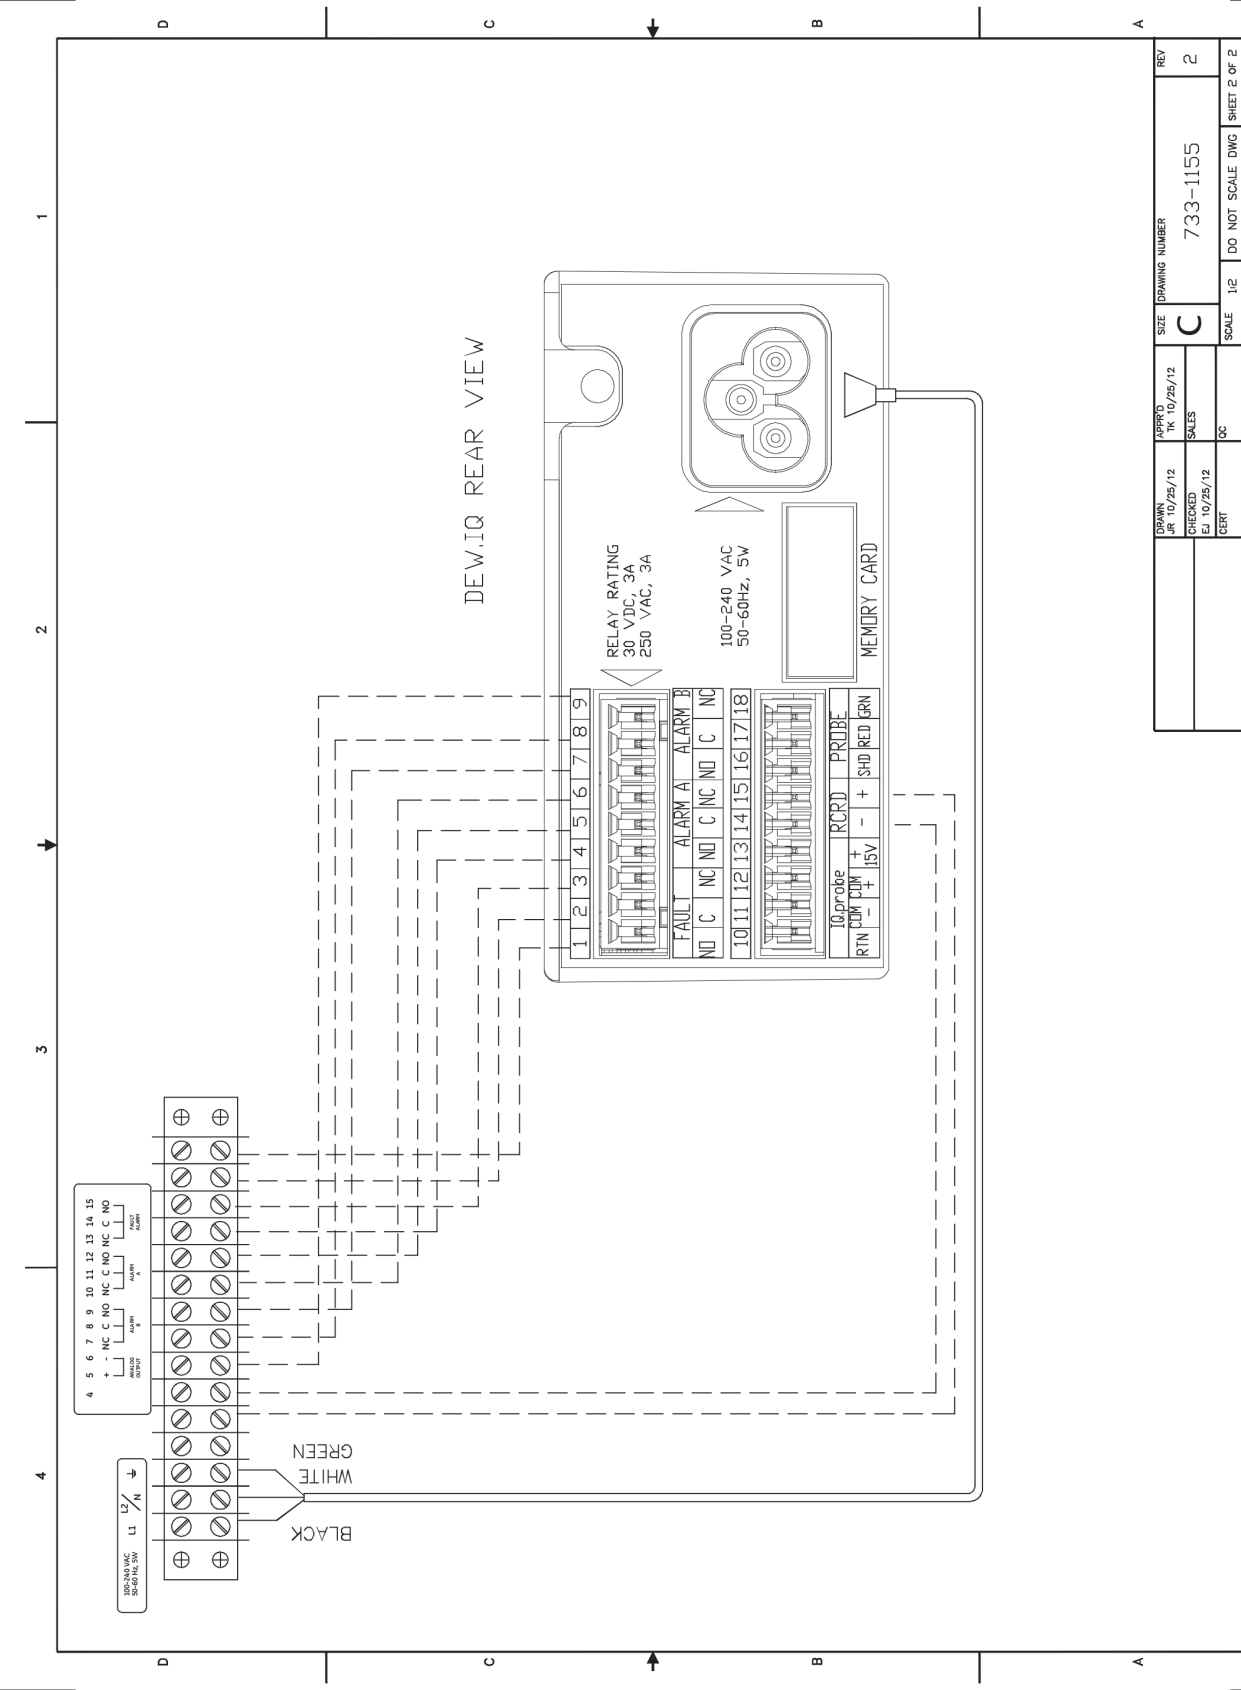 D
C
B
A
1
2
3
4
D
C
B
A
DEW.IQ REAR VIEW
RELAY RATING
30 VDC, 3A
250 VAC, 3A
100-240 VAC
50-60Hz, 5W
MEMORY CARD
1 2 3 4 5 6 7 8 9
FAULT ALARM A ALARM B
NO C NC NO C NC NO C NC
10 11 12 13 14 15 16 17 18
IQ.probe RCRD PROBE
RTN COM - COM + + 15V - + SHD RED GRN
4 5 6 7 8 9 10 11 12 13 14 15
+ - NC C NO NC C NO NC C NO
ANALOG OUTPUT
ALARM B
ALARM A
FAULT ALARM
100-240 VAC
50-60 Hz, 5W
L1 L2/N
BLACK
WHITE
GREEN
DRAWN
JR 10/25/12
APPR'D
TK 10/25/12
CHECKED
EJ 10/25/12
SALES
CERT
QC
SIZE
C
DRAWING NUMBER
733-1155
REV
2
SCALE 1:2
DO NOT SCALE DWG
SHEET 2 OF 2